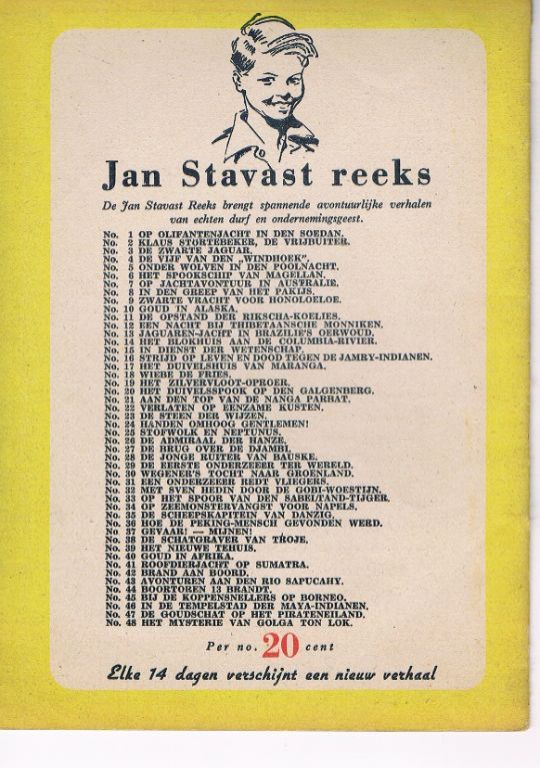 Jan Stavast reeks
De Jan Stavast Reeks brengt spannende avontuurlijke verhalen
van echten durf en ondernemingsgeest.
No. 1 OP OLIFANTENJACHT IN DEN SOEDAN.
No. 2 KLAUS STORTEBEKER, DE VRIJBUITER.
No. 3 DE ZWARTE JAGUAR.
No. 4 DE VIJF VAN DEN „WINDHOEK".
No. 5 ONDER WOLVEN IN DEN POOLNACHT.
No. 6 HET SPOOKSCHIP VAN MAGELLAN.
No. 7 OP JACHTAVONTUUR IN AUSTRALIE.
No. 8 IN DEN GREEP VAN HET PAKIJS.
No. 9 ZWARTE VRACHT VOOR HONOLOELOE.
No. 10 GOUD IN ALASKA.
No. 11 DE OPSTAND DER RIKSCHA-KOELIES.
No. 12 EEN NACHT BIJ THIBETAANSCHE MONNIKEN.
No. 13 JAGUAREN-JACHT IN BRAZILIE'S OERWOUD.
No. 14 HET BLOKHUIS AAN DE COLUMBIA-RIVIER.
No. 15 IN DIENST DER WETENSCHAP.
No. 16 STRIJD OP LEVEN EN DOOD TEGEN DE JAMRY-INDIANEN.
No. 17 HET DUIVELSHUIS VAN MARANGA.
No. 18 WIEBE DE FRIES.
No. 19 HET ZILVERVLOOT-OPROER.
No. 20 HET DUIVELSSPOOK OP DEN GALGENBERG.
No. 21 AAN DEN TOP VAN DE NANGA PARBAT.
No. 22 VERLATEN OP EENZAME KUSTEN.
No. 23 DE STEEN DER WIJZEN.
No. 24 HANDEN OMHOOG GENTLEMEN!
No. 25 STOFWOLK EN NEPTUNUS.
No. 26 DE ADMIRAAL DER HANZE.
No. 27 DE BRUG OVER DE DJAMBI.
No. 28 DE JONGE RUITER VAN BAUSKE.
No. 29 DE EERSTE ONDERZEEER TER WERELD.
No. 30 WEGENER'S TOCHT NAAR GROENLAND.
No. 31 EEN ONDERZEEER REDT VLIEGERS.
No. 32 MET SVEN HEDIN DOOR DE GOBI-WOESTIJN.
No. 33 OP HET SPOOR VAN DEN SABELTAND-TIJGER.
No. 34 OP ZEEMONSTERVANGST VOOR NAPELS.
No. 35 DE SCHEEPSKAPITEIN VAN DANZIG.
No. 36 HOE DE PEKING-MENSCH GEVONDEN WERD.
No. 37 GEVAAR! — MIJNEN!
No. 38 DE SCHATGRAVER VAN TROJE.
No. 39 HET NIEUWE TEHUIS.
No. 40 GOUD IN AFRIKA.
No. 41 ROOFDIERJACHT OP SUMATRA.
No. 42 BRAND AAN BOORD.
No. 43 AVONTUREN AAN DEN RIO SAPUCAHY.
No. 44 BOORTOREN 13 BRANDT.
No. 45 BIJ DE KOPPENSNELLERS OP BORNEO.
No. 46 IN DE TEMPELSTAD DER MAYA-INDIANEN.
No. 47 DE GOUDSCHAT OP HET PIRATENEILAND.
No. 48 HET MYSTERIE VAN GOLGA TON LOK.
Per no. 20 cent
Elke 14 dagen verschijnt een nieuw verhaal